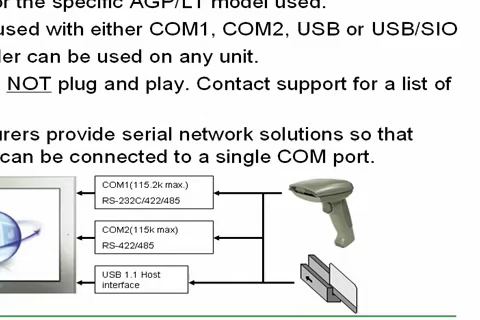 or the specific AGP/LT model used.
used with either COM1, COM2, USB or USB/SIO
can be used on any unit.
NOT plug and play. Contact support for a list of
provide serial network solutions so that
can be connected to a single COM port.
COM1(115.2k max.)
RS-232C/422/485
COM2(115k max)
RS-422/485
USB 1.1 Host
interface